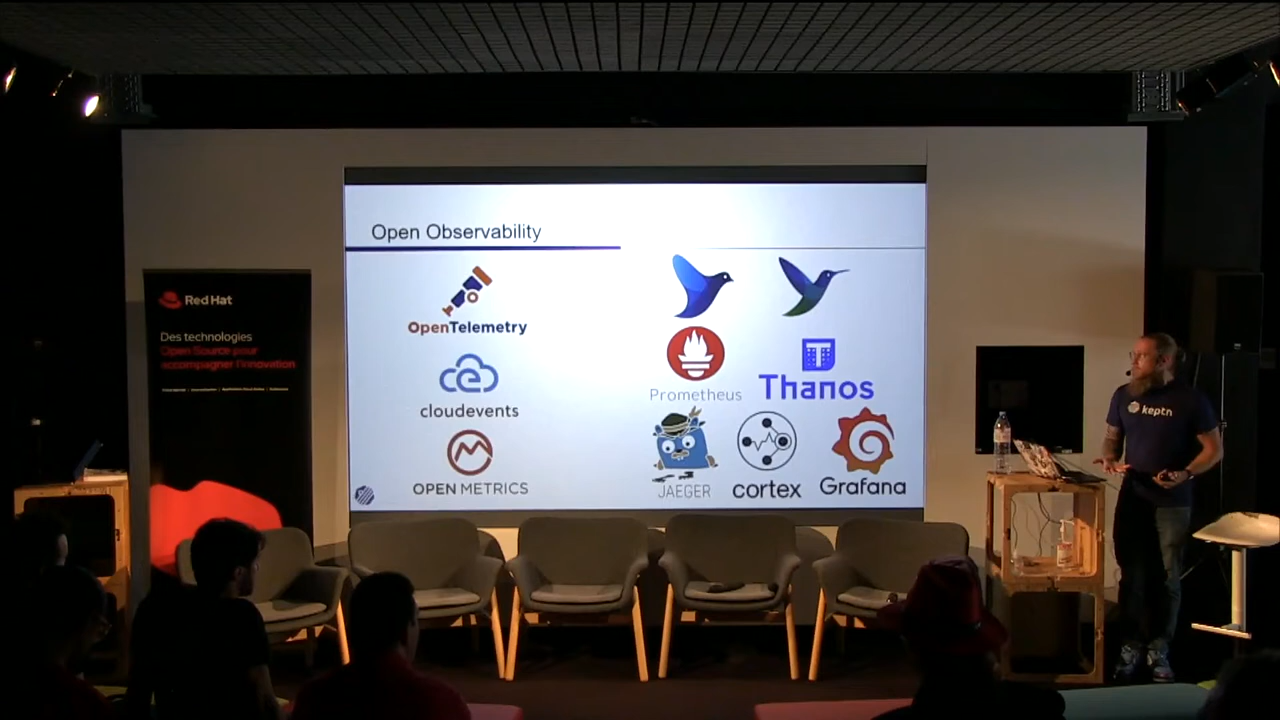 Open Observability
OpenTelemetry
cloudevents
OPEN METRICS
Prometheus
Thanos
JAEGER
cortex
Grafana
Red Hat
Des technologies
Open Source pour
accompagner l'innovation
keptn